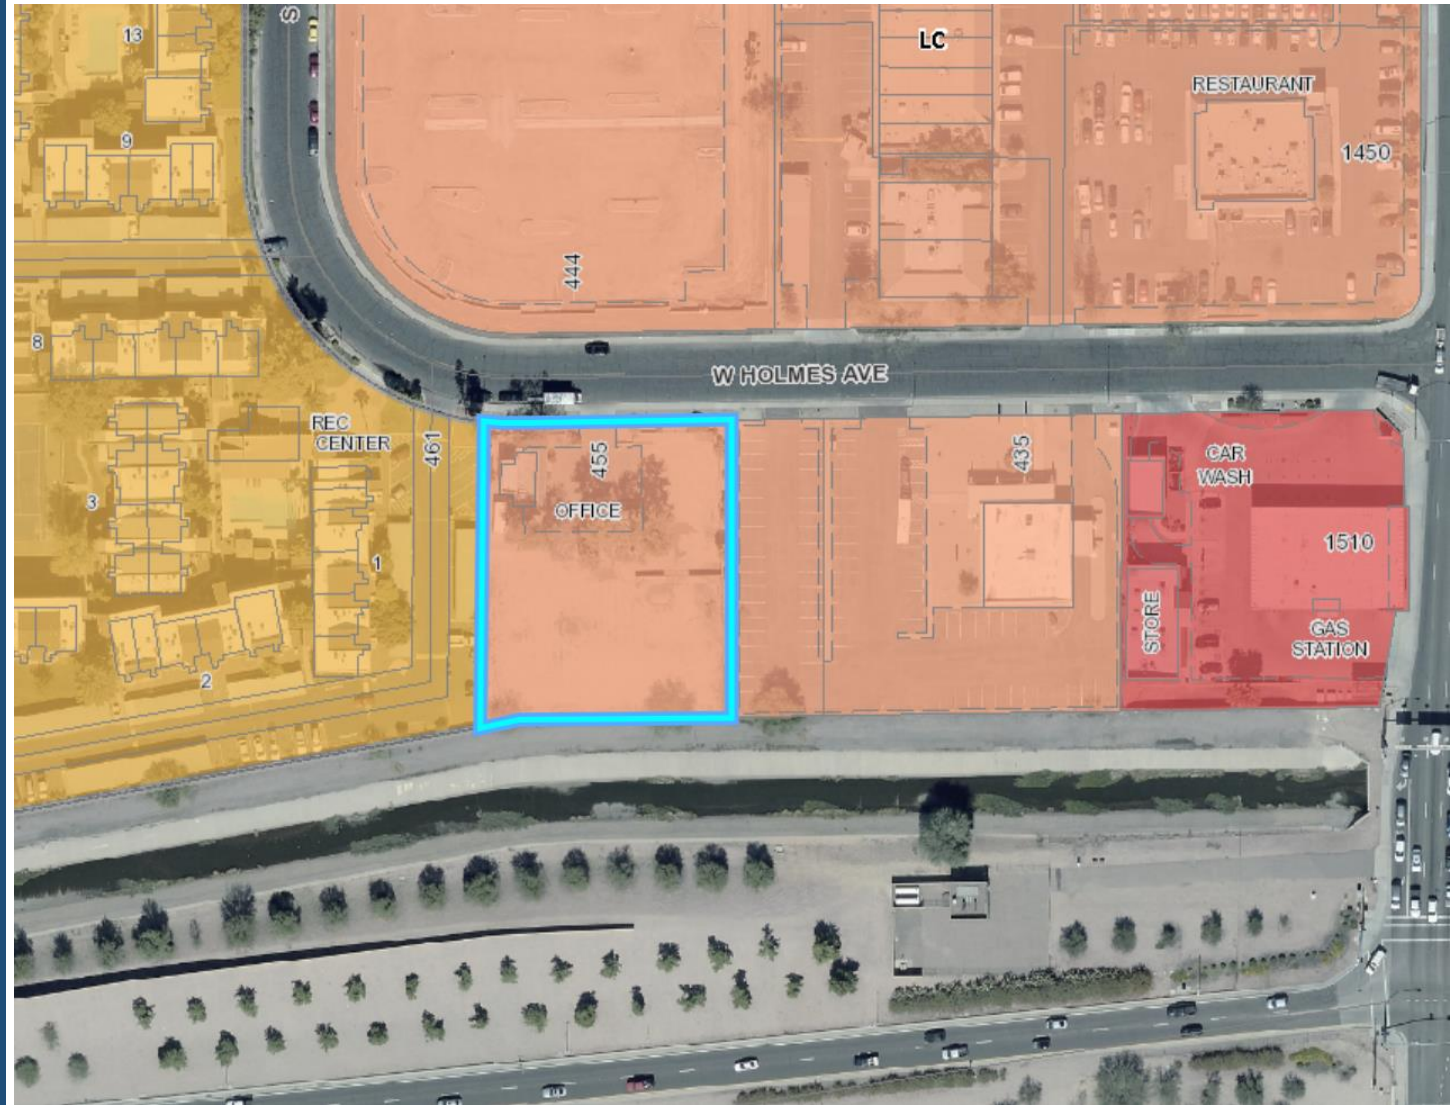 S
13
LC
RESTAURANT
1450
9
444
8
W HOLMES AVE
REC
CENTER
461
455
OFFICE
435
CAR
WASH
3
1
1510
STORE
GAS
STATION
2